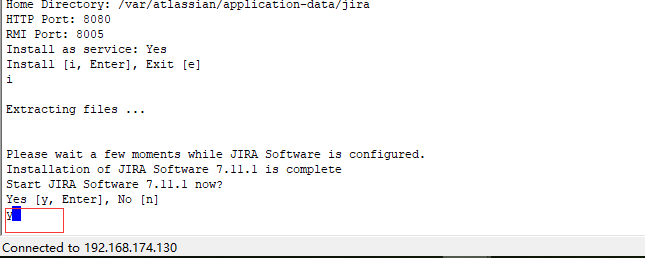 Home Directory: /var/atlassian/application-data/jira
HTTP Port: 8080
RMI Port: 8005
Install as service: Yes
Install [i, Enter], Exit [e]
i
Extracting files ...
Please wait a few moments while JIRA Software is configured.
Installation of JIRA Software 7.11.1 is complete
Start JIRA Software 7.11.1 now?
Yes [y, Enter], No [n]
y
Connected to 192.168.174.130